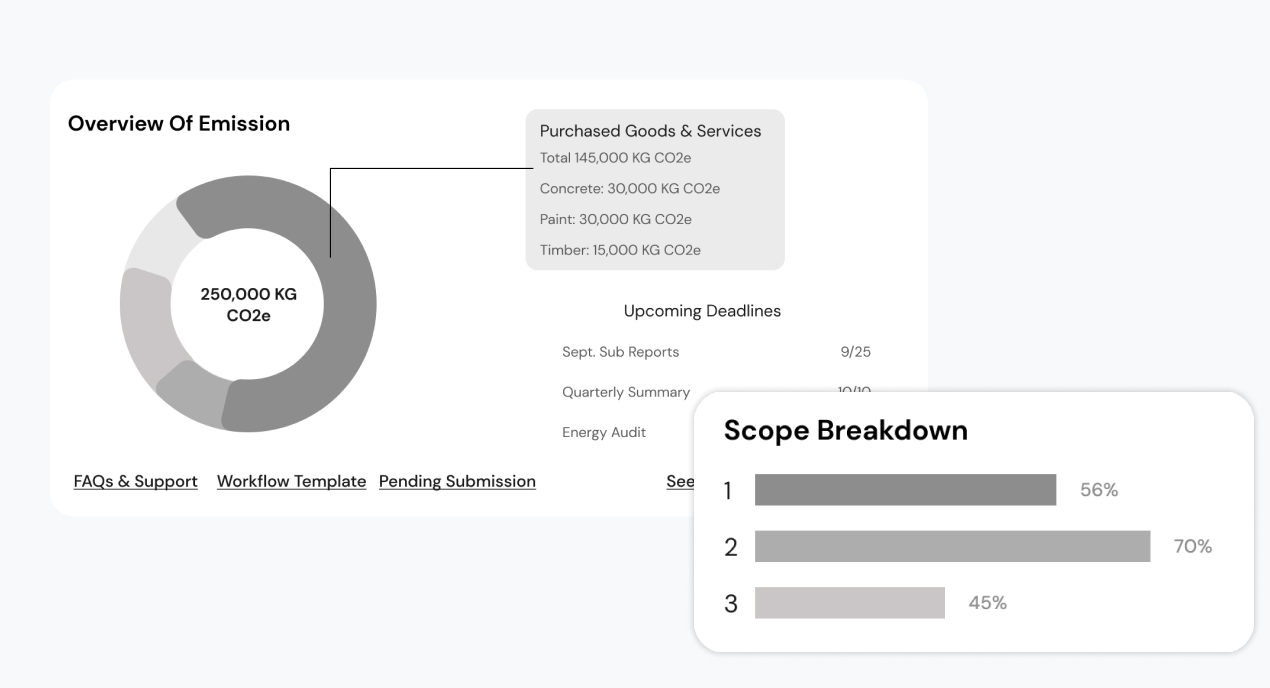 Overview Of Emission
250,000 KG
CO2e
Purchased Goods & Services
Total 145,000 KG CO2e
Concrete: 30,000 KG CO2e
Paint: 30,000 KG CO2e
Timber: 15,000 KG CO2e
Upcoming Deadlines
Sept. Sub Reports 9/25
Quarterly Summary 10/10
Energy Audit
FAQs & Support Workflow Template Pending Submission See
Scope Breakdown
1 56%
2 70%
3 45%